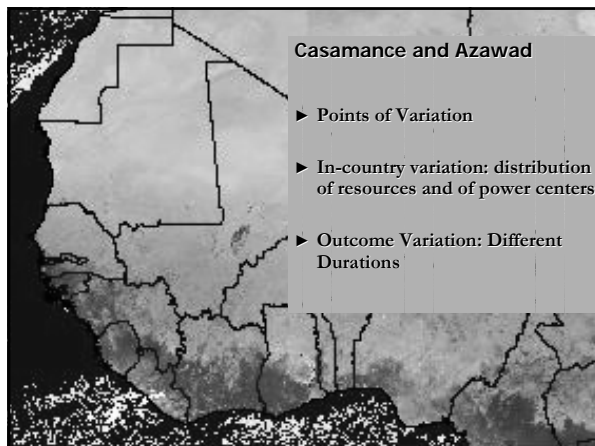 Casamance and Azawad
► Points of Variation
► In-country variation: distribution
of resources and of power centers
► Outcome Variation: Different
Durations